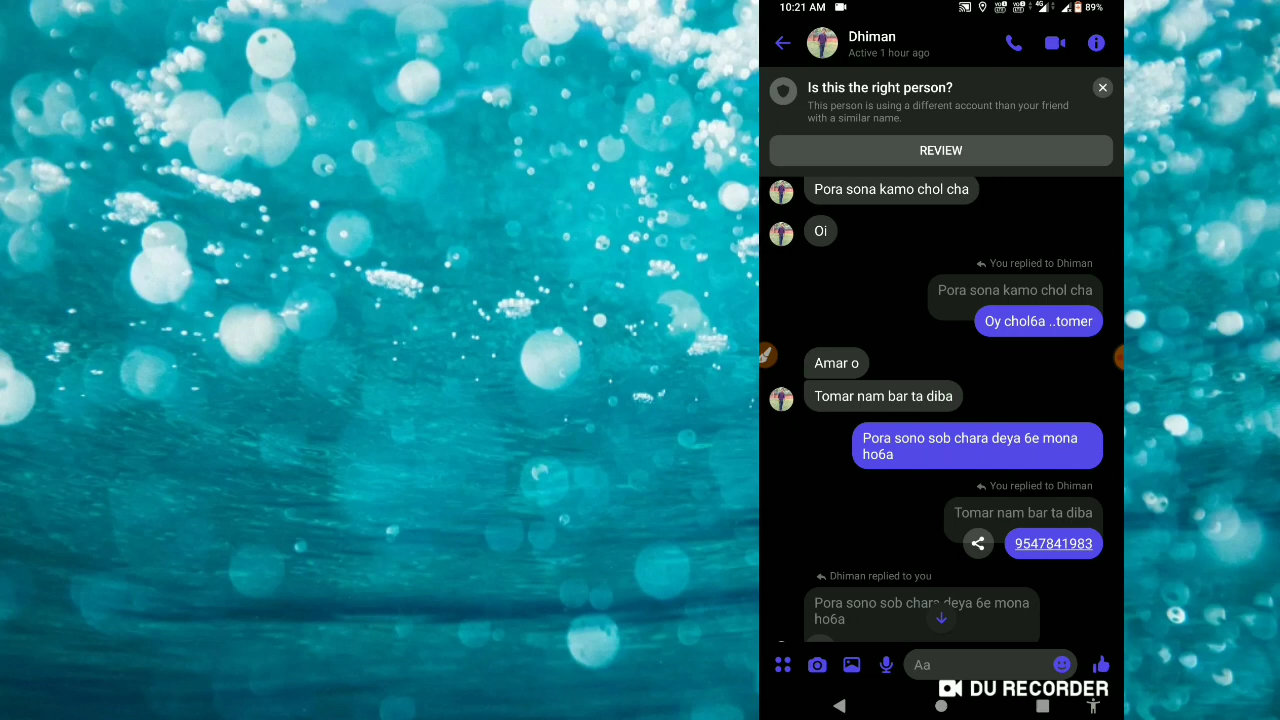 10:21 AM
4G
89%
Dhiman
Active 1 hour ago
Is this the right person?
This person is using a different account than your friend
with a similar name.
REVIEW
Pora sona kamo chol cha
Oi
You replied to Dhiman
Pora sona kamo chol cha
Oy chol6a ..tomer
Amar o
Tomar nam bar ta diba
Pora sono sob chara deya 6e mona
ho6a
You replied to Dhiman
Tomar nam bar ta diba
9547841983
Dhiman replied to you
Pora sono sob chara deya 6e mona
ho6a
Aa
DU RECORDER